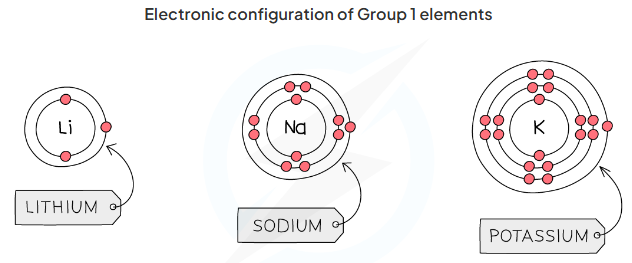 Electronic configuration of Group 1 elements
Li
Na
K
LITHIUM
SODIUM
POTASSIUM